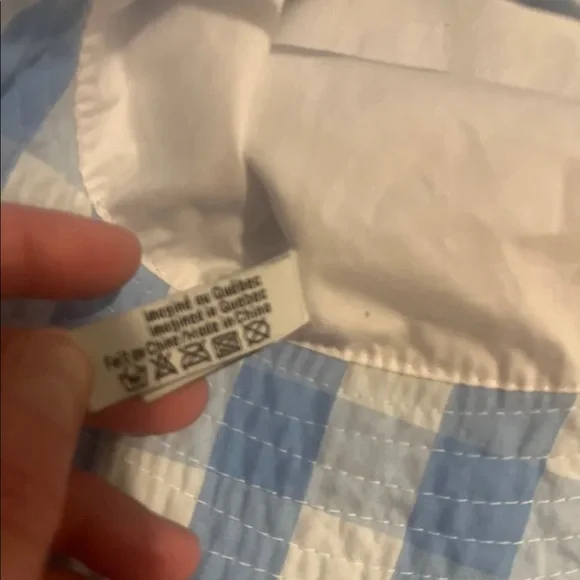 Imaginé au Québec
Imagined in Quebec
Fait en Chine/Made in China